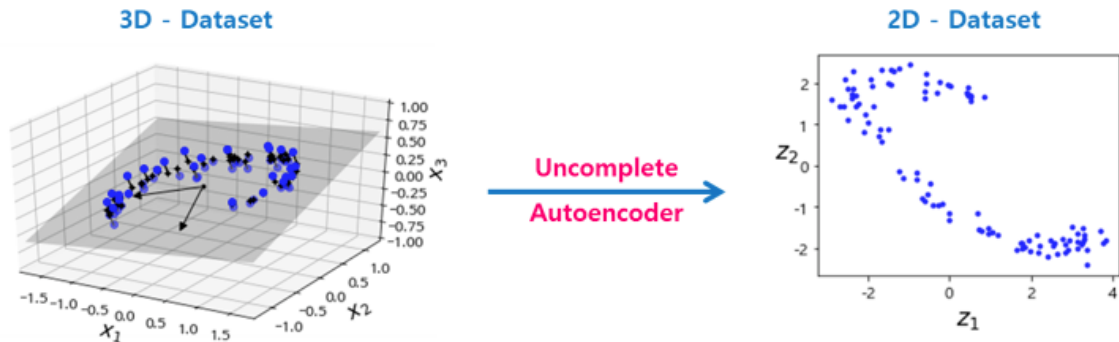 3D - Dataset
1.00
0.75
0.50
0.25
0.00
-0.25
-0.50
-0.75
-1.00
x3
-1.5 -1.0 -0.5 0.0 0.5 1.0 1.5
x1
-1.0 -0.5 0.0 0.5 1.0
x2
Uncomplete
Autoencoder
2D - Dataset
2
1
0
-1
-2
z2
-2 0 2 4
z1